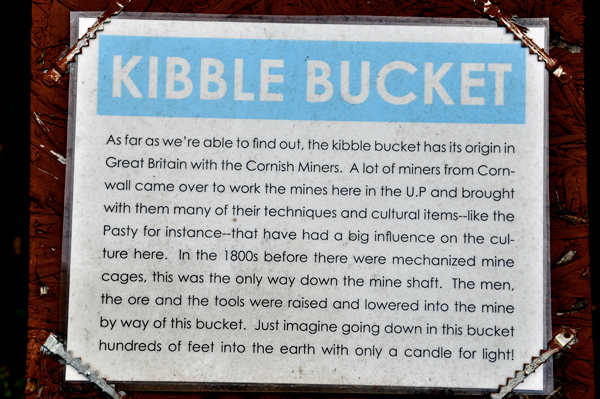 KIBBLE BUCKET
As far as we're able to find out, the kibble bucket has its origin in
Great Britain with the Cornish Miners.  A lot of miners from Corn-
wall came over to work the mines here in the U.P and brought
with them many of their techniques and cultural items--like the
Pasty for instance--that have had a big influence on the cul-
ture here.  In the 1800s before there were mechanized mine
cages, this was the only way down the mine shaft.  The men,
the ore and the tools were raised and lowered into the mine
by way of this bucket.  Just imagine going down in this bucket
hundreds of feet into the earth with only a candle for light!